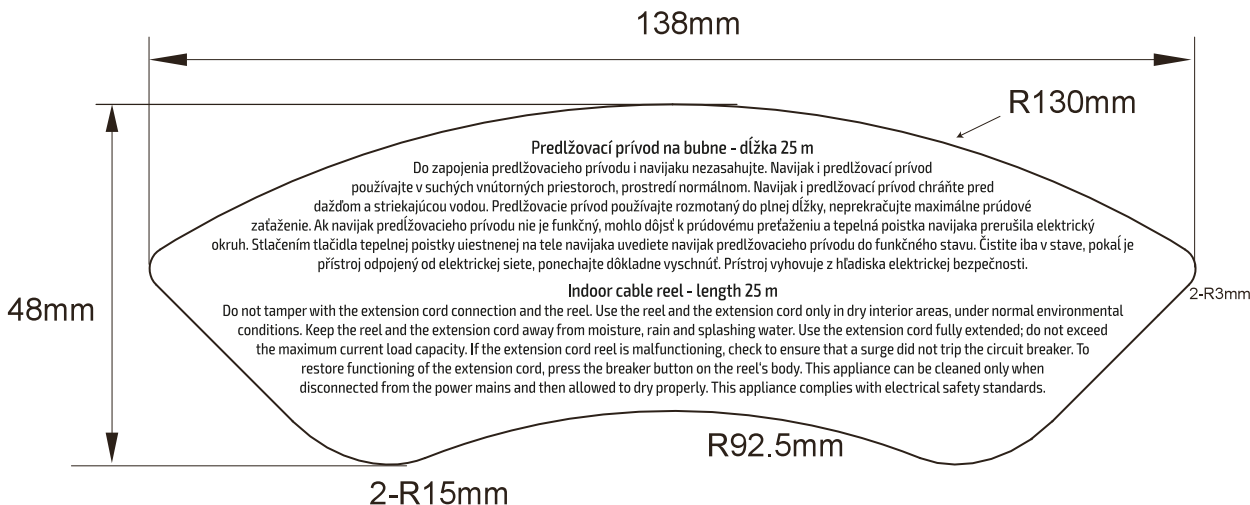 138mm
R130mm
Predlžovací prívod na bubne - dĺžka 25 m
Do zapojenia predlžovacieho prívodu i navijaku nezasahujte. Navijak i predlžovací prívod
používajte v suchých vnútorných priestoroch, prostredí normálnom. Navijak i predlžovací prívod chráňte pred
dažďom a striekajúcou vodou. Predlžovacie prívod používajte rozmotaný do plnej dĺžky, neprekračujte maximálne prúdové
zaťaženie. Ak navijak predĺžovacieho prívodu nie je funkčný, mohlo dôjsť k prúdovému preťaženiu a tepelná poistka navijaka prerušila elektrický
okruh. Stlačením tlačidla tepelnej poistky uiestnenej na tele navijaka uvediete navijak predlžovacieho prívodu do funkčného stavu. Čistite iba v stave, pokaĺ je
přístroj odpojený od elektrickej siete, ponechajte dôkladne vyschnúť. Prístroj vyhovuje z hľadiska elektrickej bezpečnosti.
Indoor cable reel - length 25 m
Do not tamper with the extension cord connection and the reel. Use the reel and the extension cord only in dry interior areas, under normal environmental
conditions. Keep the reel and the extension cord away from moisture, rain and splashing water. Use the extension cord fully extended; do not exceed
the maximum current load capacity. If the extension cord reel is malfunctioning, check to ensure that a surge did not trip the circuit breaker. To
restore functioning of the extension cord, press the breaker button on the reel's body. This appliance can be cleaned only when
disconnected from the power mains and then allowed to dry properly. This appliance complies with electrical safety standards.
48mm
2-R3mm
R92.5mm
2-R15mm